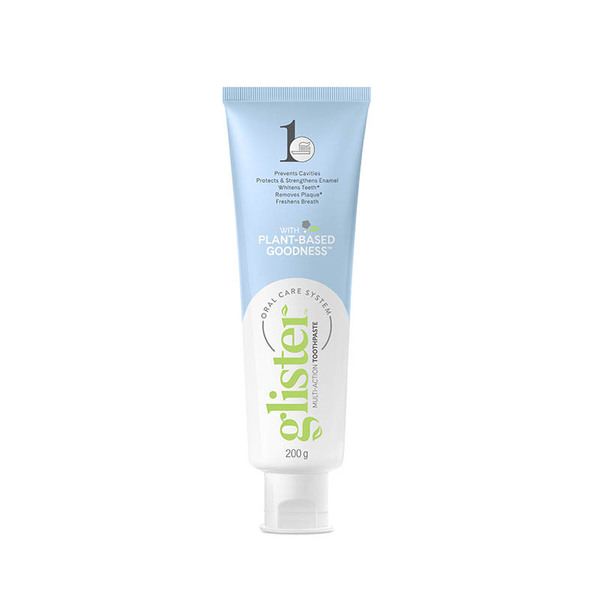 1
Prevents Cavities
Protects & Strengthens Enamel
Whitens Teeth*
Removes Plaque*
Freshens Breath
WITH
PLANT-BASED
GOODNESS™
ORAL CARE SYSTEM
glister™
MULTI-ACTION TOOTHPASTE
200 g